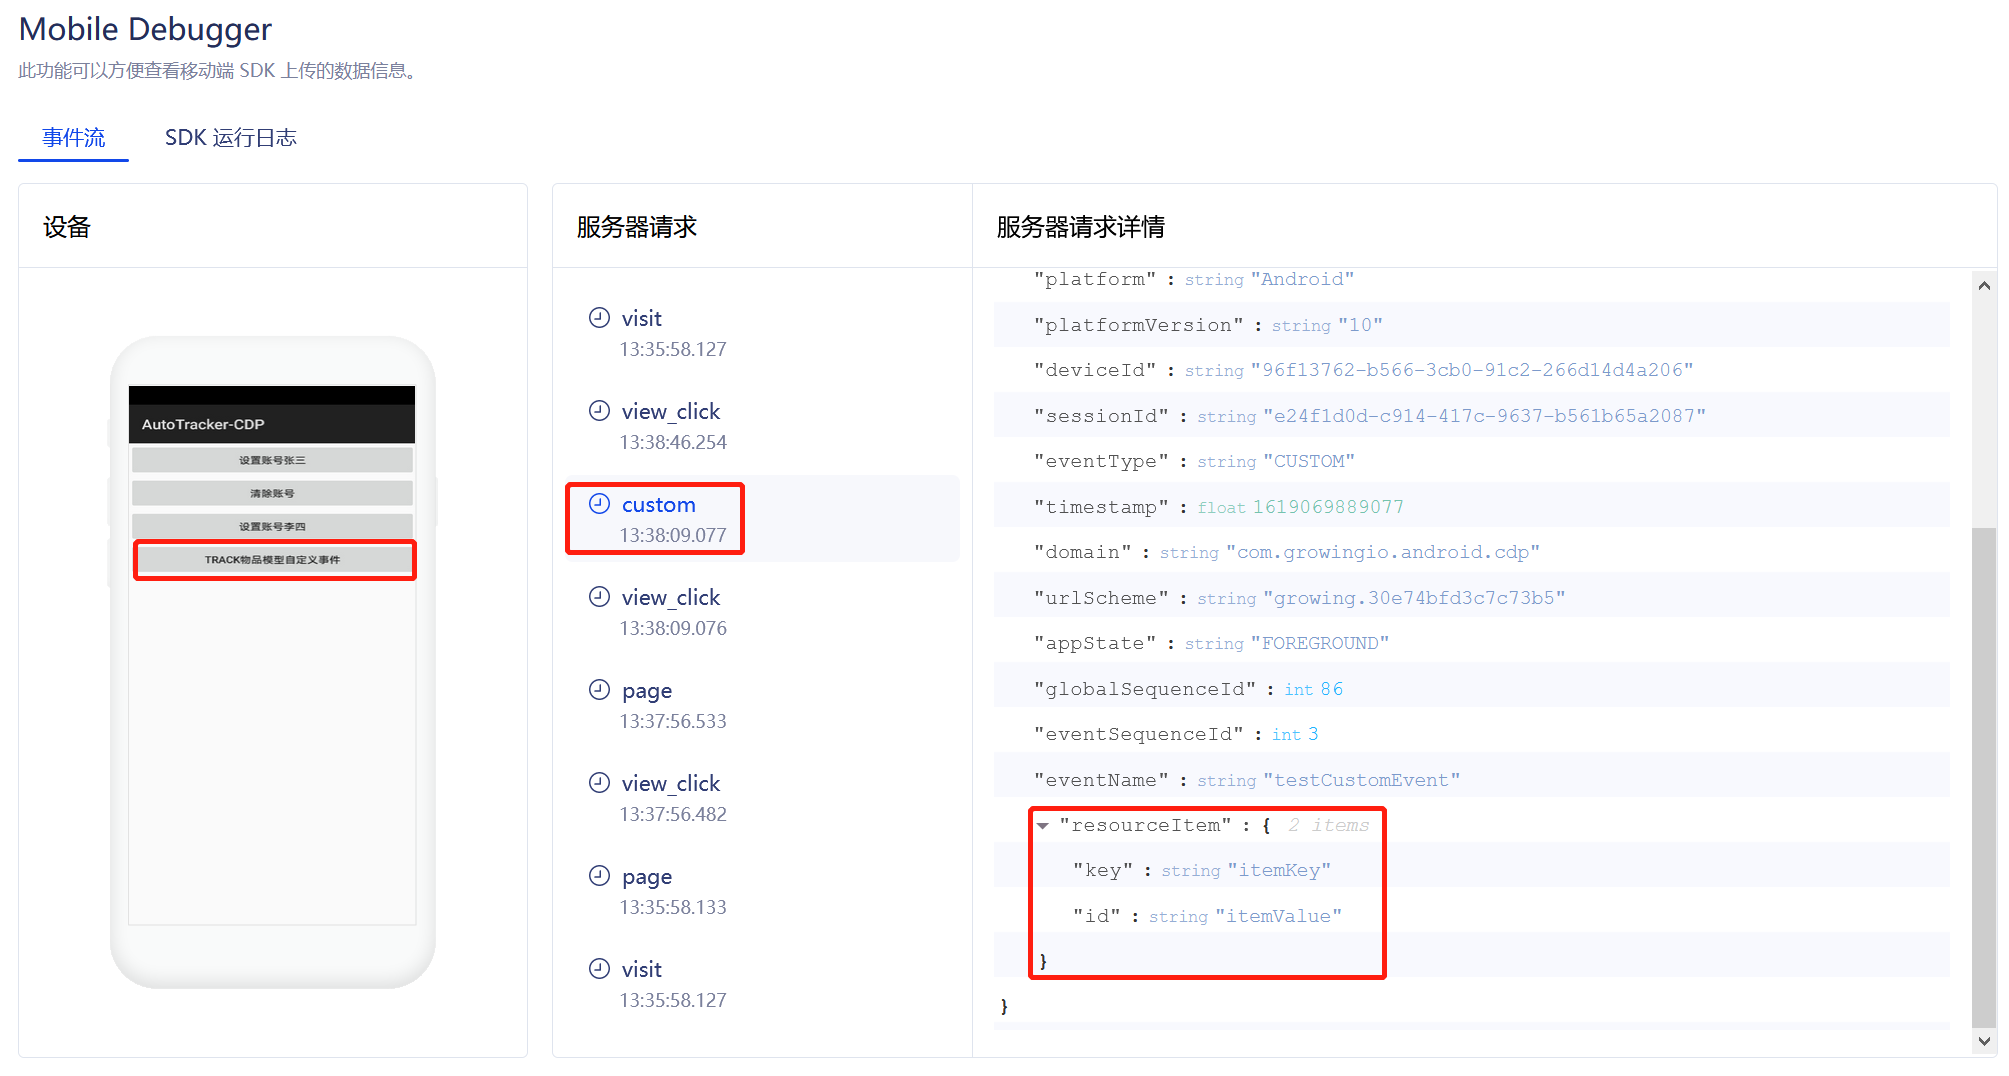 Mobile Debugger
此功能可以方便查看移动端 SDK 上传的数据信息。
事件流
SDK 运行日志
设备
AutoTracker-CDP
设置账号张三
清除账号
设置账号李四
TRACK物品模型自定义事件
服务器请求
visit
13:35:58.127
view_click
13:38:46.254
custom
13:38:09.077
view_click
13:38:09.076
page
13:37:56.533
view_click
13:37:56.482
page
13:35:58.133
visit
13:35:58.127
服务器请求详情
"platform" : string "Android"
"platformVersion" : string "10"
"deviceId" : string "96f13762-b566-3cb0-91c2-266d14d4a206"
"sessionId" : string "e24f1d0d-c914-417c-9637-b561b65a2087"
"eventType" : string "CUSTOM"
"timestamp" : float 1619069889077
"domain" : string "com.growingio.android.cdp"
"urlScheme" : string "growing.30e74bfd3c7c73b5"
"appState" : string "FOREGROUND"
"globalSequenceId" : int 86
"eventSequenceId" : int 3
"eventName" : string "testCustomEvent"
"resourceItem" : { 2 items
"key" : string "itemKey"
"id" : string "itemValue"
}
}